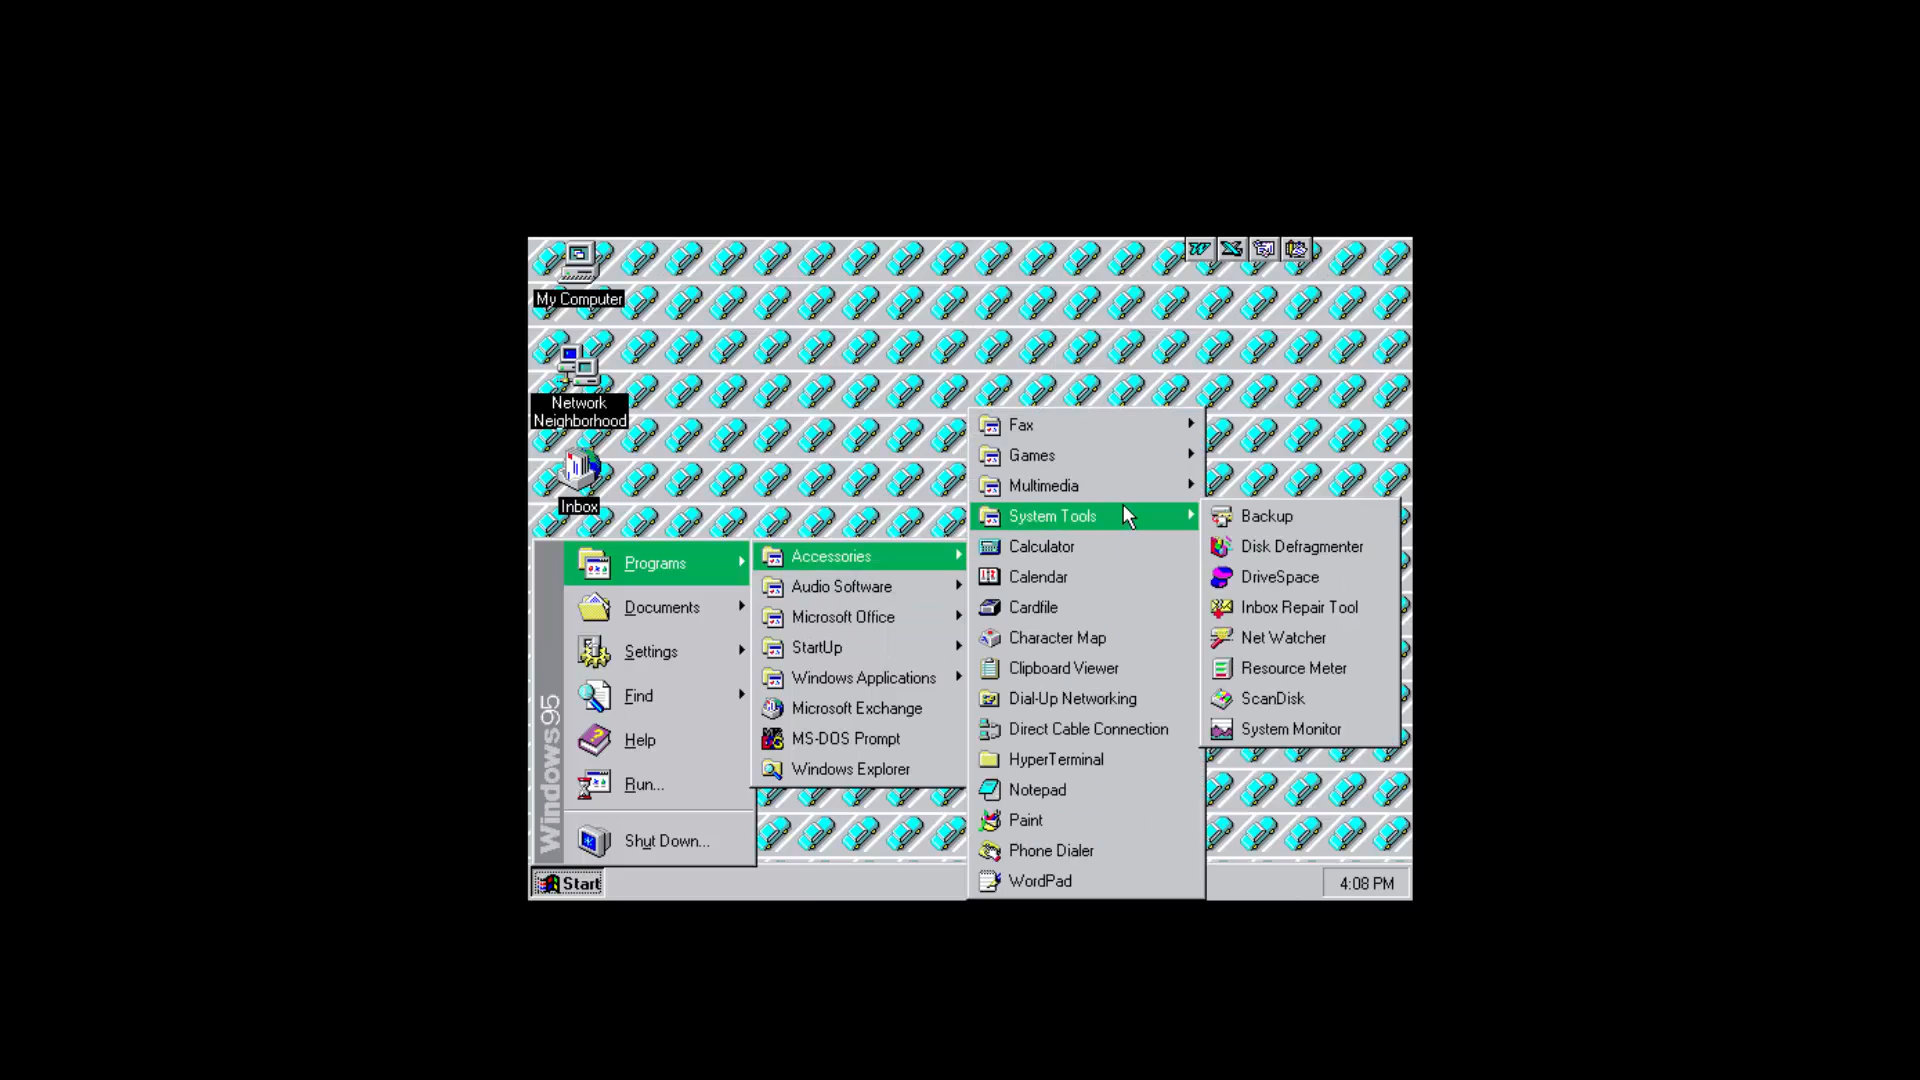 My Computer
Network
Neighborhood
Inbox
Programs
Documents
Settings
Find
Help
Run...
Shut Down...
Windows95
Start
Accessories
Audio Software
Microsoft Office
StartUp
Windows Applications
Microsoft Exchange
MS-DOS Prompt
Windows Explorer
Fax
Games
Multimedia
System Tools
Calculator
Calendar
Cardfile
Character Map
Clipboard Viewer
Dial-Up Networking
Direct Cable Connection
HyperTerminal
Notepad
Paint
Phone Dialer
WordPad
Backup
Disk Defragmenter
DriveSpace
Inbox Repair Tool
Net Watcher
Resource Meter
ScanDisk
System Monitor
4:08 PM